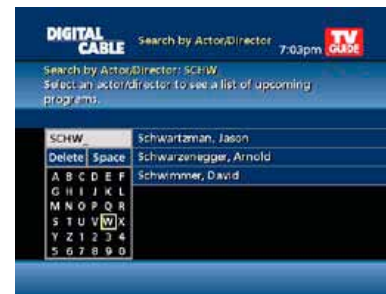 DIGITAL
CABLE
Search by Actor/Director
7:03pm
TV
GUIDE
Search by Actor/Director: SCHW
Select an actor/director to see a list of upcoming
programs.
SCHW_
Schwartzman, Jason
Delete Space
Schwarzenegger, Arnold
A B C D E F
Schwimmer, David
G H I J K L
M N O P Q R
S T U V W X
Y Z 1 2 3 4
5 6 7 8 9 0